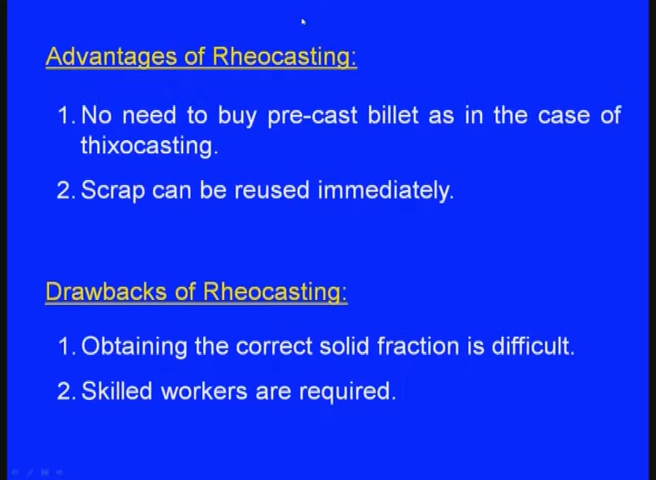 Advantages of Rheocasting:
1. No need to buy pre-cast billet as in the case of
thixocasting.
2. Scrap can be reused immediately.
Drawbacks of Rheocasting:
1. Obtaining the correct solid fraction is difficult.
2. Skilled workers are required.